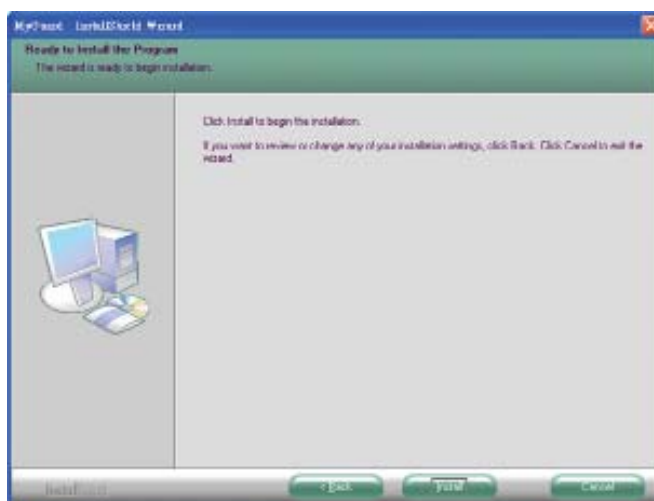 InstallShield Wizard
Ready to Install the Program
The wizard is ready to begin installation.
Click Install to begin the installation.
If you want to review or change any of your installation settings, click Back. Click Cancel to exit the
wizard.
InstallShield
< Back
Install
Cancel